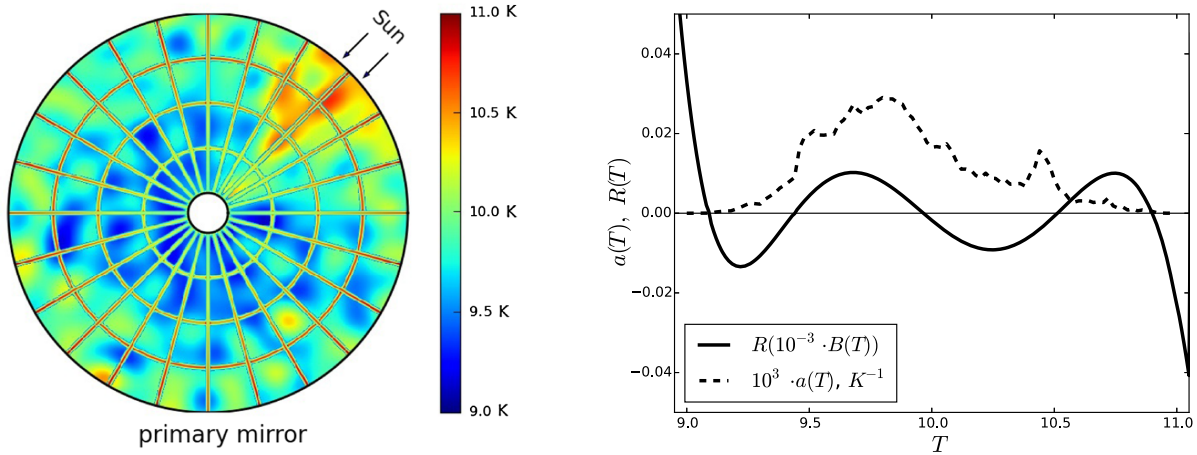 Sun
11.0 K
10.5 K
10.0 K
9.5 K
9.0 K
primary mirror
a(T), R(T)
0.04
0.02
0.00
−0.02
−0.04
R(10⁻³ ·B(T))
10³ ·a(T), K⁻¹
9.0 9.5 10.0 10.5 11.0
T